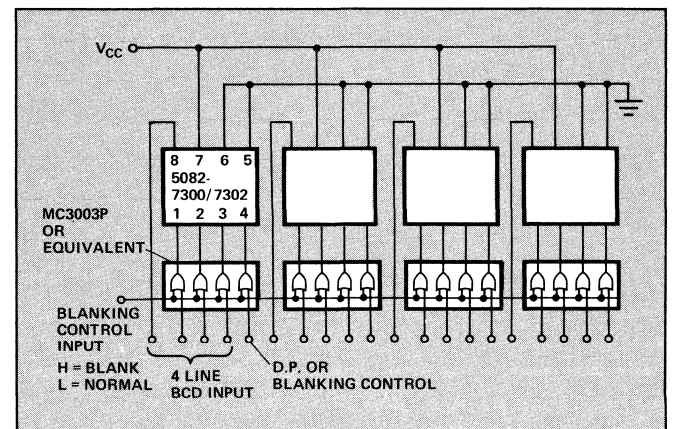 VCC
8 7 6 5
5082-
7300/7302
1 2 3 4
MC3003P
OR
EQUIVALENT
BLANKING
CONTROL
INPUT
H = BLANK
L = NORMAL
4 LINE
BCD INPUT
D.P. OR
BLANKING CONTROL